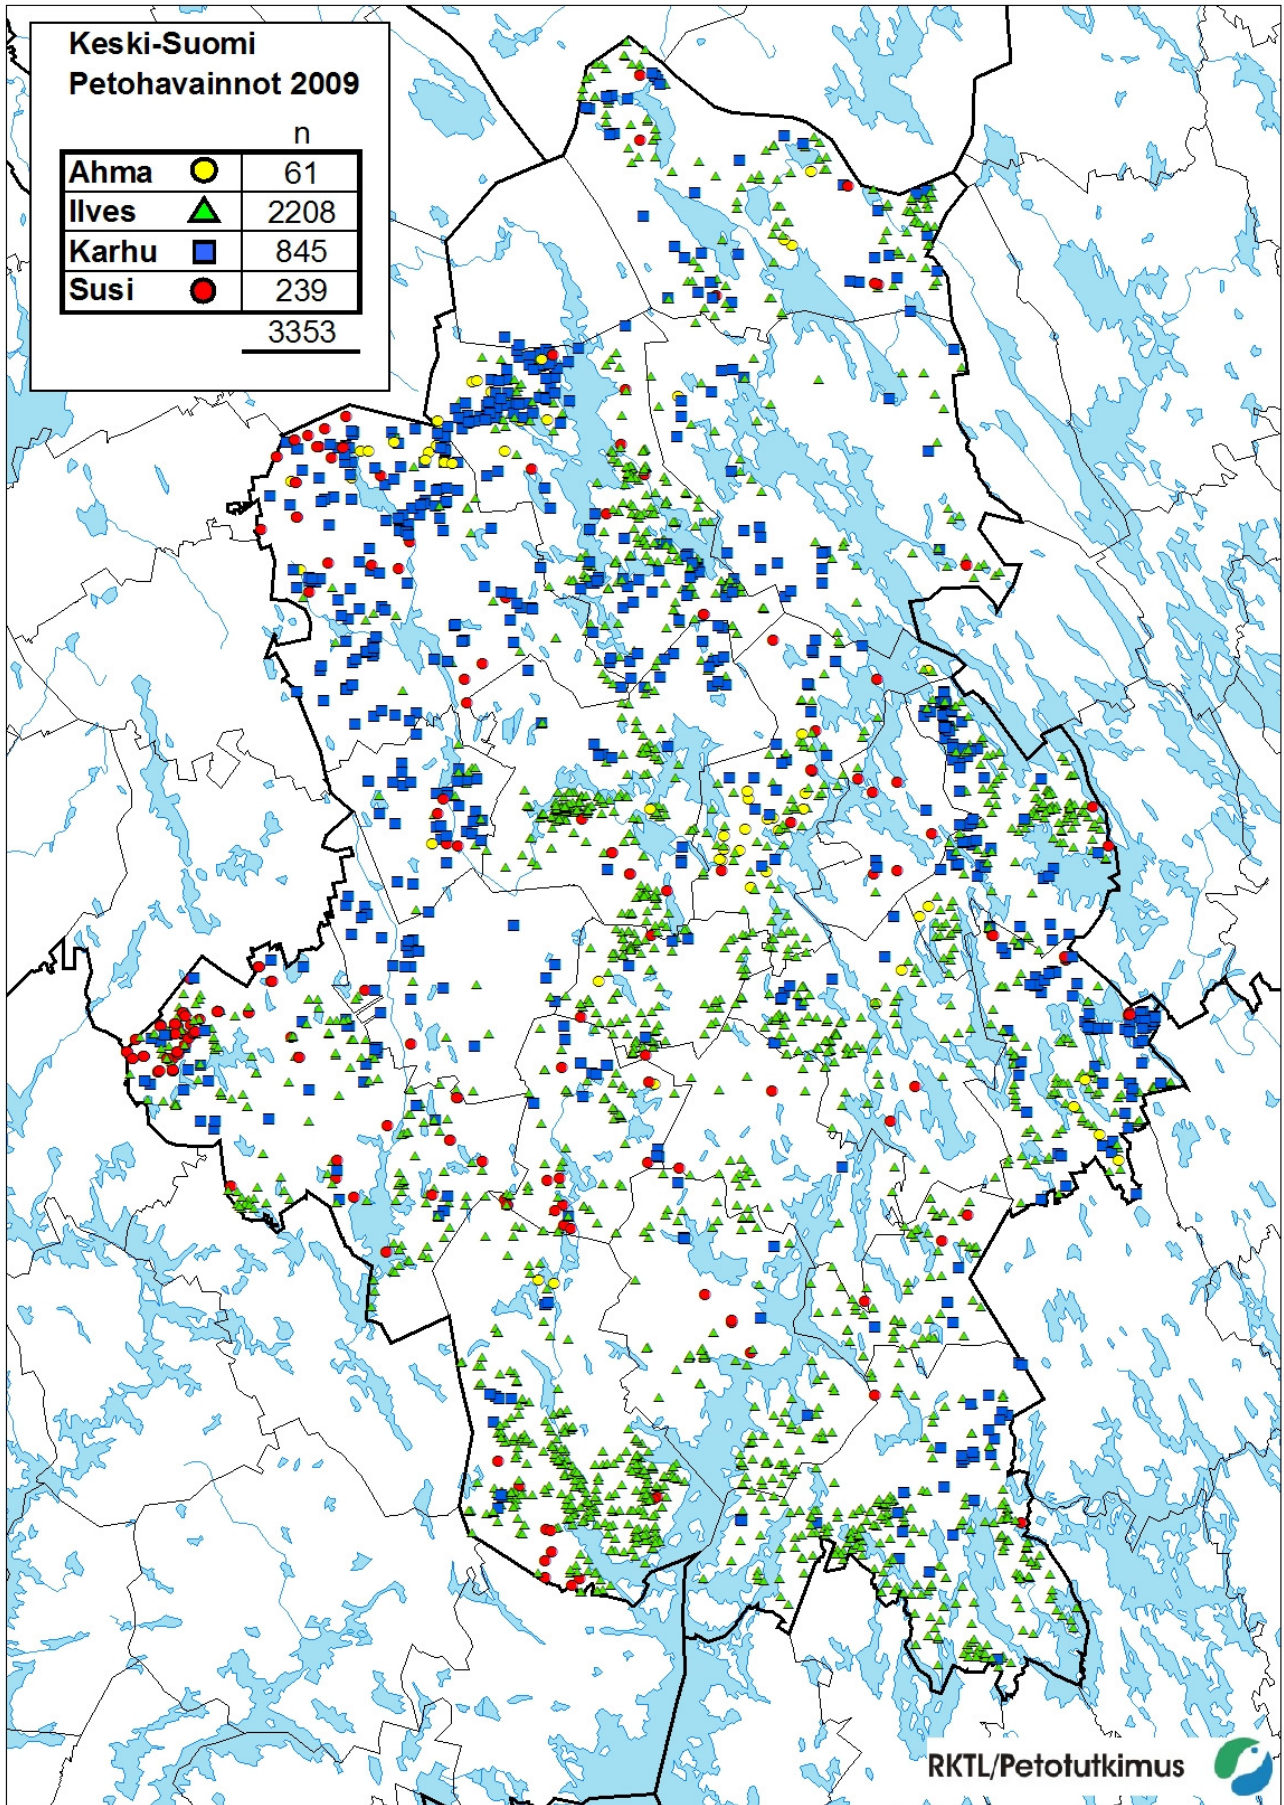 Keski-Suomi
Petohavainnot 2009
n
Ahma 61
Ilves 2208
Karhu 845
Susi 239
3353
RKTL/Petotutkimus